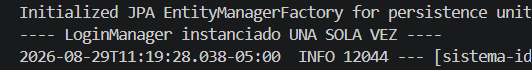 Initialized JPA EntityManagerFactory for persistence unit
---- LoginManager instanciado UNA SOLA VEZ ----
2026-08-29T11:19:28.038-05:00  INFO 12044 --- [sistema-id